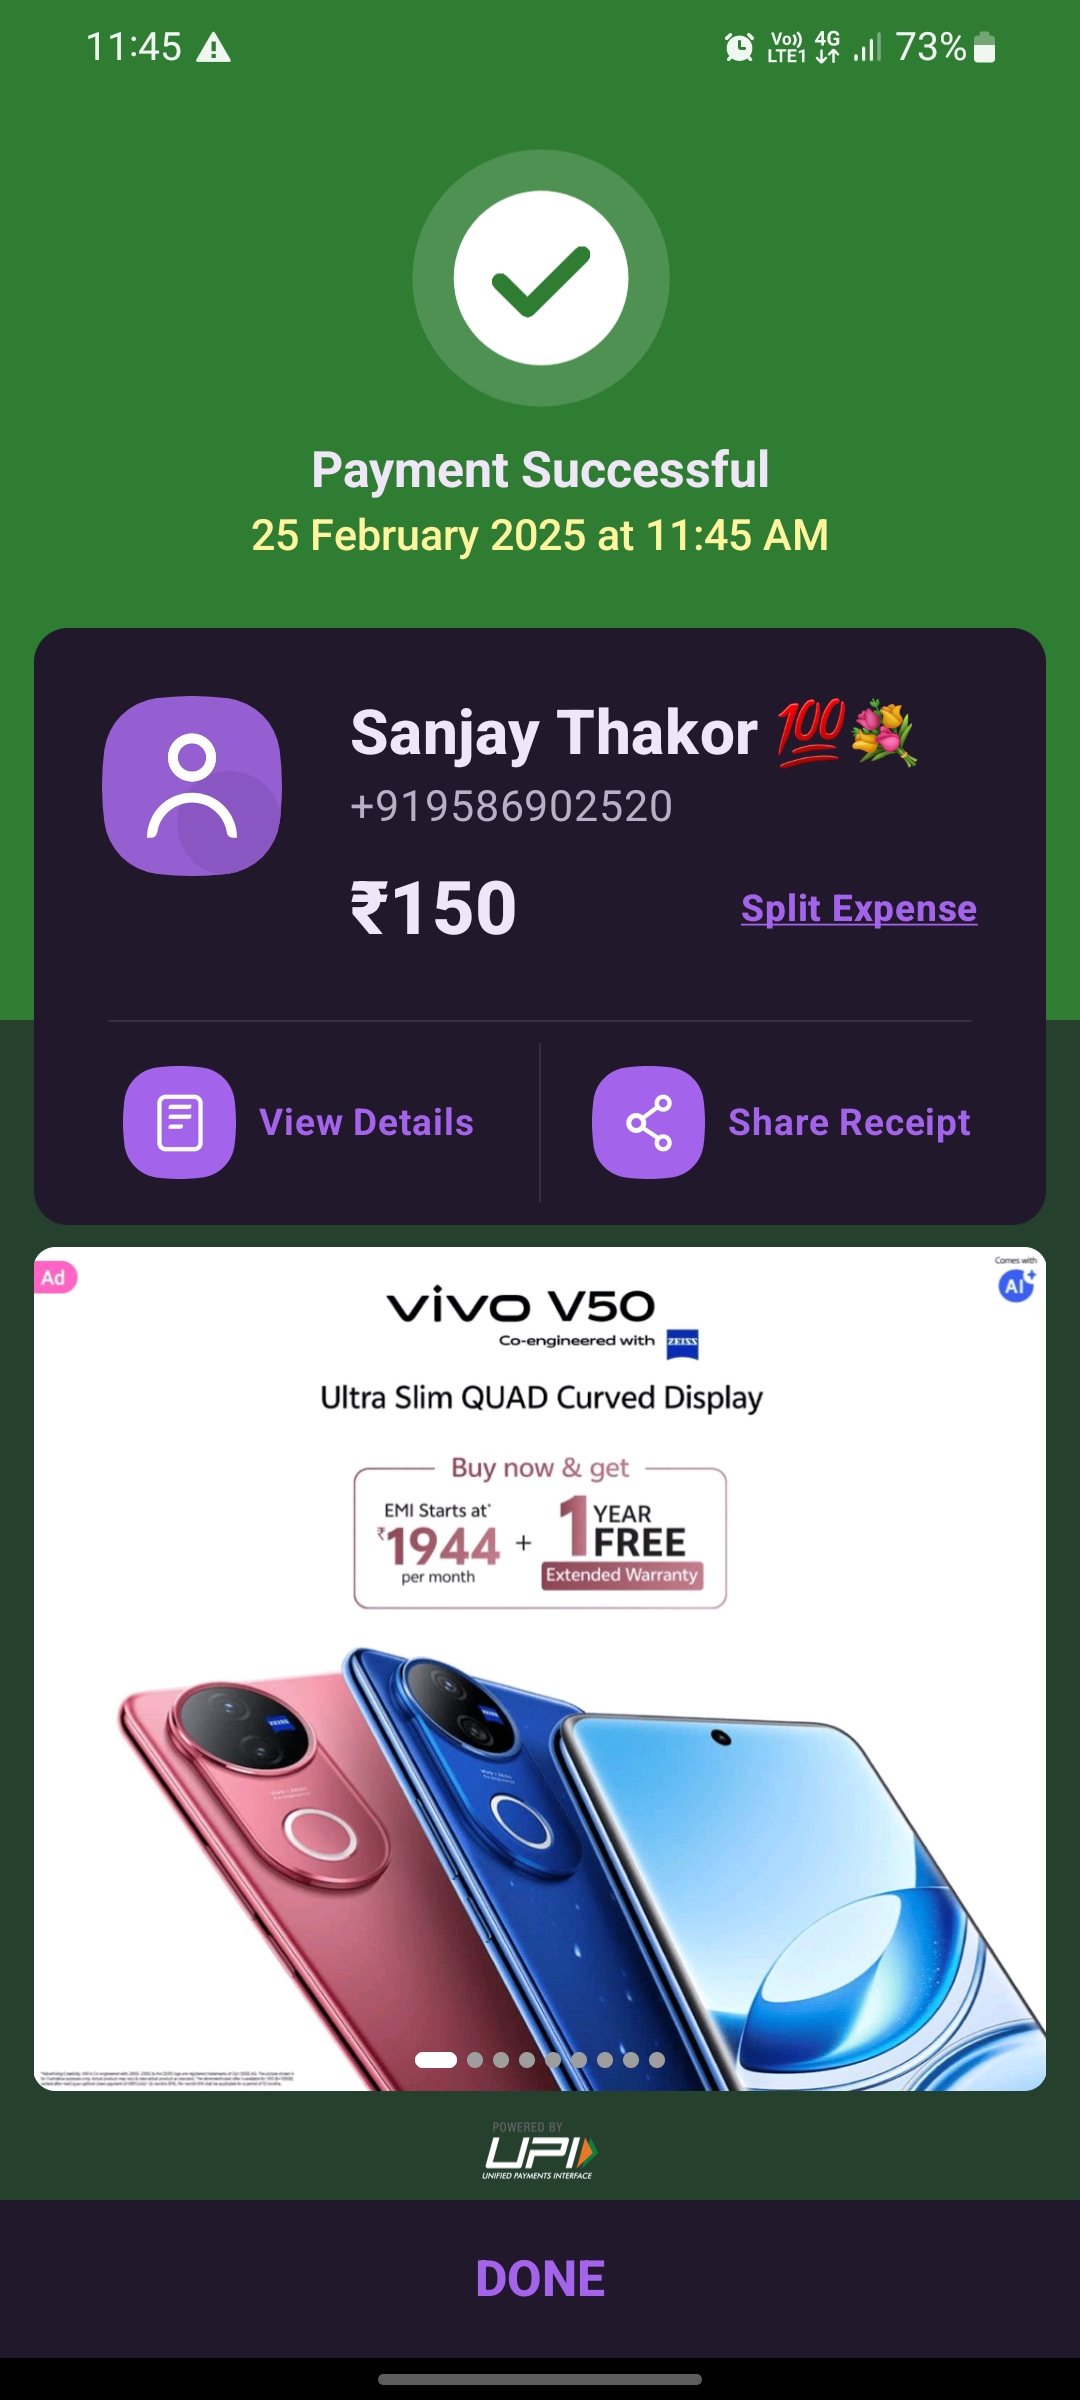 11:45
Vo)) 4G 73%
LTE1
Payment Successful
25 February 2025 at 11:45 AM
Sanjay Thakor 💯💐
+919586902520
₹150
Split Expense
View Details
Share Receipt
Ad
Comes with
AI
vivo V50
Co-engineered with ZEISS
Ultra Slim QUAD Curved Display
Buy now & get
EMI Starts at*
₹1944
per month
+
1 YEAR
FREE
Extended Warranty
ZEISS
ZEISS
POWERED BY
UPI
UNIFIED PAYMENTS INTERFACE
DONE